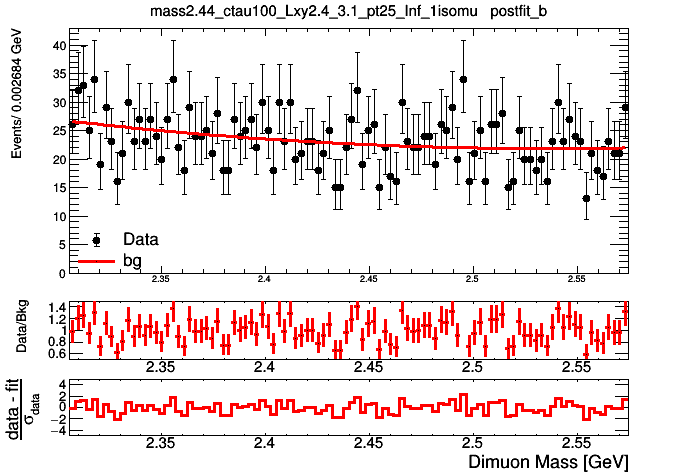 mass2.44_ctau100_Lxy2.4_3.1_pt25_Inf_1isomu postfit_b
Events/ 0.002684 GeV
40
35
30
25
20
15
10
5
0
Data
bg
2.35 2.4 2.45 2.5 2.55
Data/Bkg
1.4
1.2
1.0
0.8
0.6
2.35 2.4 2.45 2.5 2.55
data - fit
σdata
4
2
0
−2
−4
2.35 2.4 2.45 2.5 2.55
Dimuon Mass [GeV]